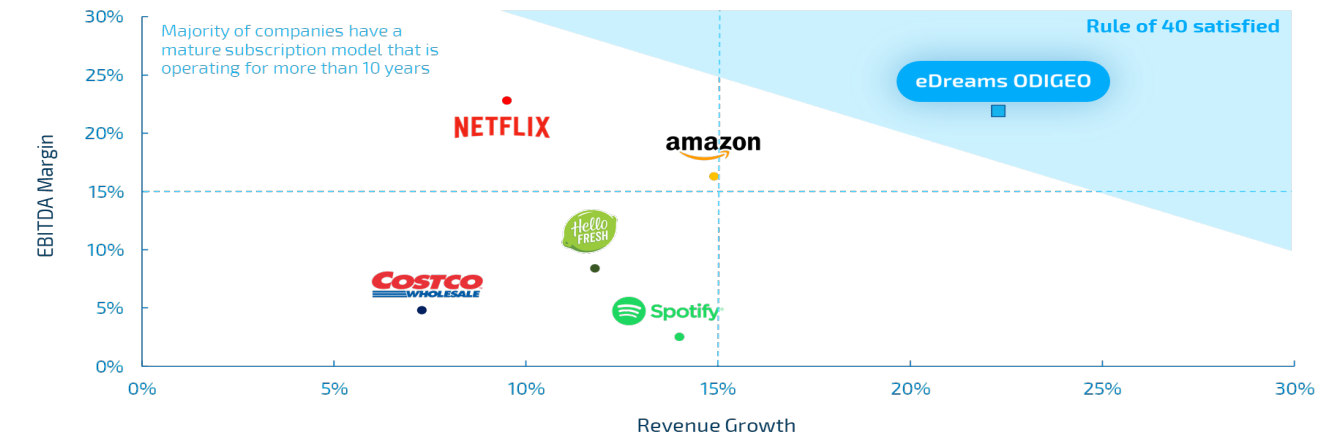 30%
25%
20%
15%
10%
5%
0%
EBITDA Margin
Majority of companies have a
mature subscription model that is
operating for more than 10 years
Rule of 40 satisfied
eDreams ODIGEO
NETFLIX
amazon
Hello
FRESH
COSTCO
WHOLESALE
Spotify
0%
5%
10%
15%
20%
25%
30%
Revenue Growth